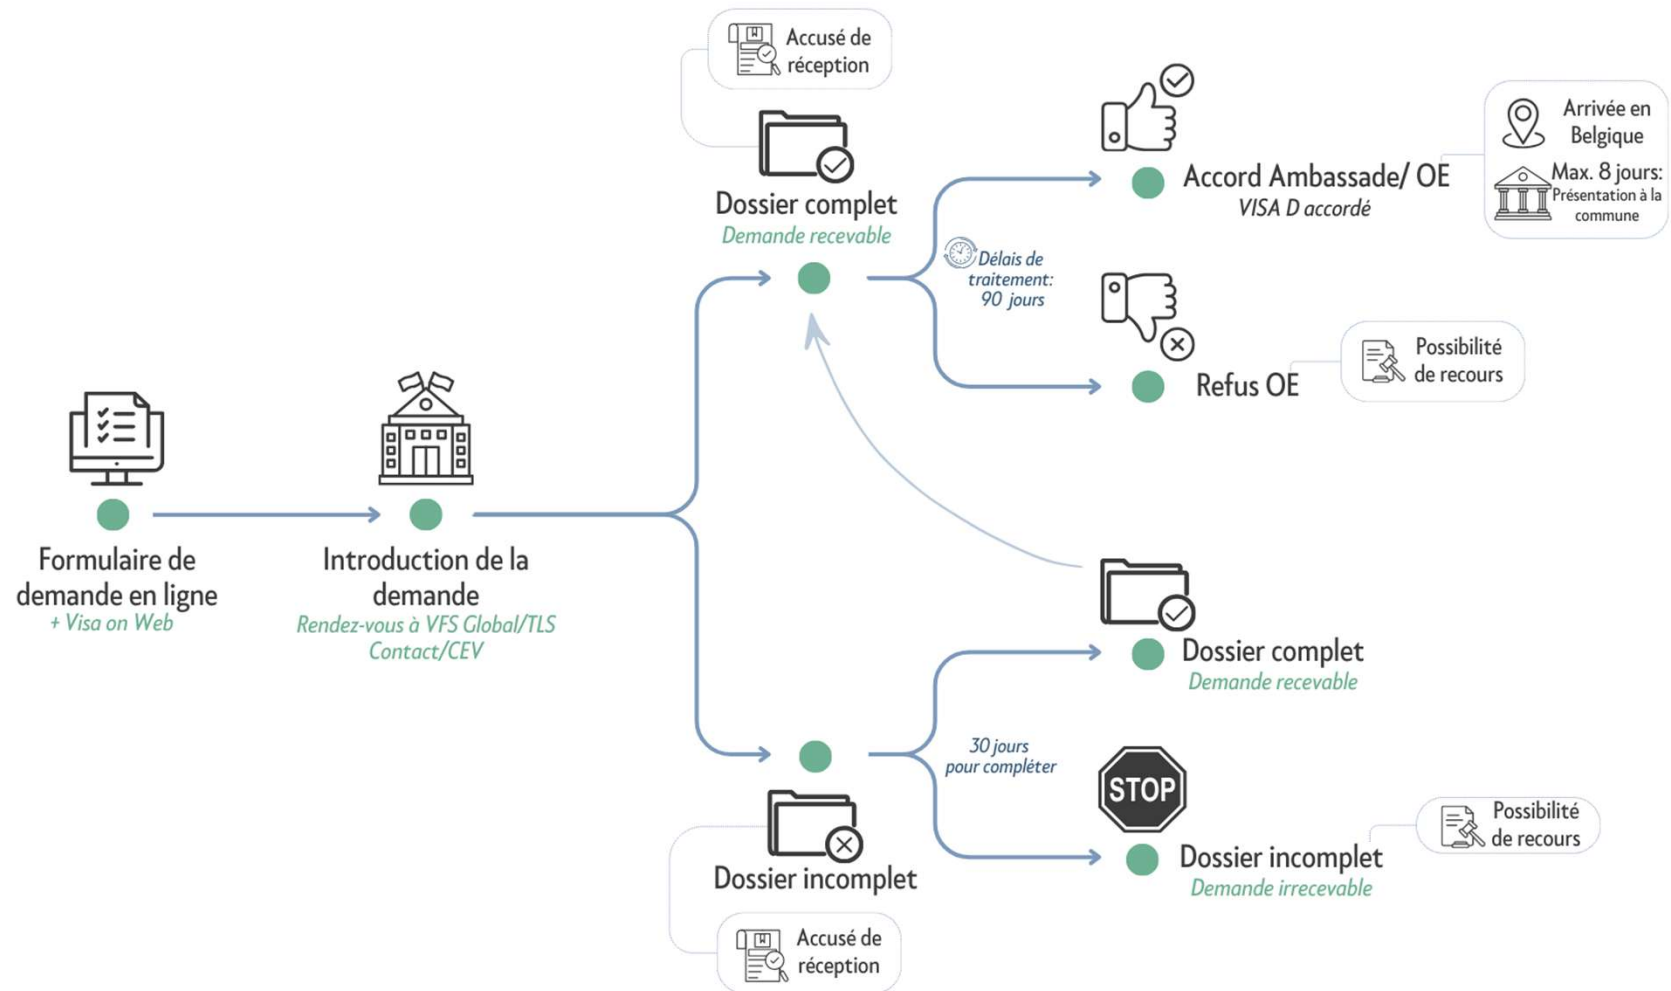 Accusé de
réception
Dossier complet
Demande recevable
Délais de
traitement:
90 jours
Accord Ambassade/ OE
VISA D accordé
Arrivée en
Belgique
Max. 8 jours:
Présentation à la
commune
Refus OE
Possibilité
de recours
Formulaire de
demande en ligne
+ Visa on Web
Introduction de la
demande
Rendez-vous à VFS Global/TLS
Contact/CEV
Dossier incomplet
Accusé de
réception
30 jours
pour compléter
Dossier complet
Demande recevable
STOP
Dossier incomplet
Demande irrecevable
Possibilité
de recours